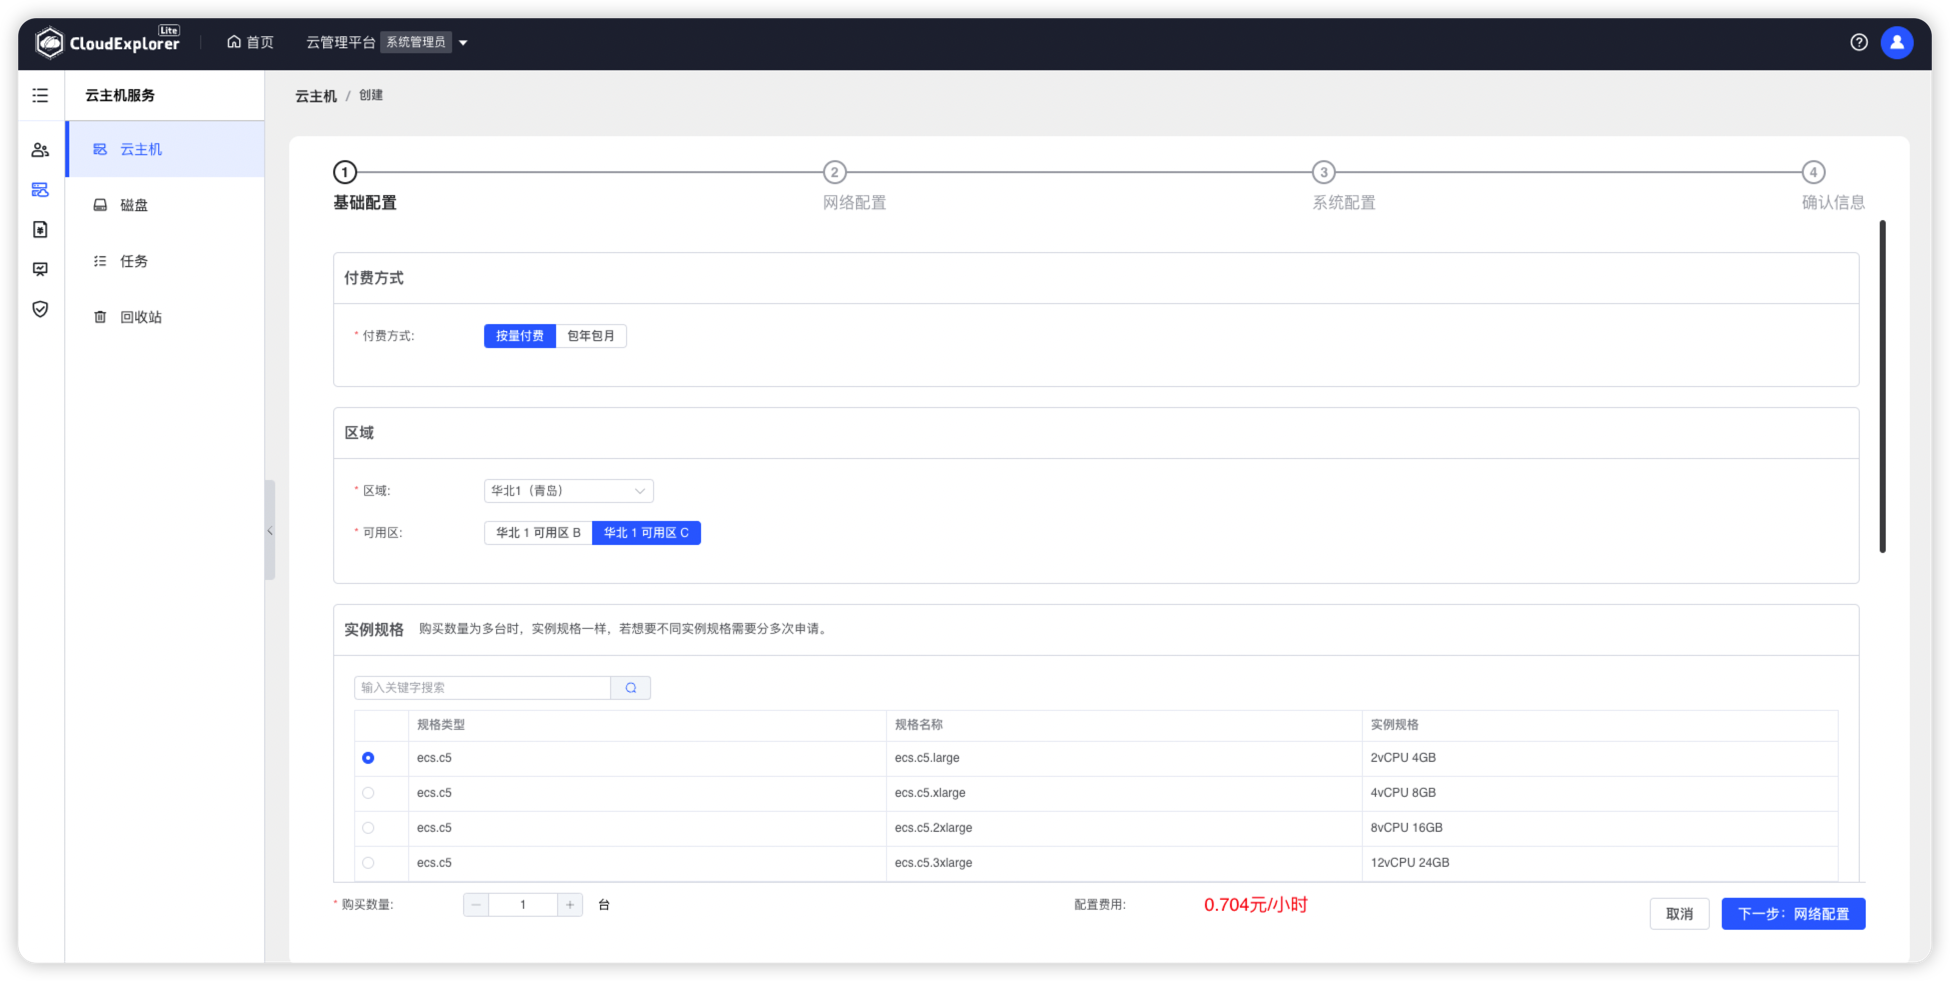 CloudExplorer Lite 首页 云管理平台 系统管理员
云主机服务
云主机
磁盘
任务
回收站
云主机 / 创建
1 2 3 4
基础配置 网络配置 系统配置 确认信息
付费方式
* 付费方式: 按量付费 包年包月
区域
* 区域: 华北1（青岛）
* 可用区: 华北 1 可用区 B 华北 1 可用区 C
实例规格 购买数量为多台时，实例规格一样，若想要不同实例规格需要分多次申请。
输入关键字搜索
规格类型 规格名称 实例规格
ecs.c5 ecs.c5.large 2vCPU 4GB
ecs.c5 ecs.c5.xlarge 4vCPU 8GB
ecs.c5 ecs.c5.2xlarge 8vCPU 16GB
ecs.c5 ecs.c5.3xlarge 12vCPU 24GB
* 购买数量: 1 台 配置费用: 0.704元/小时
取消 下一步：网络配置